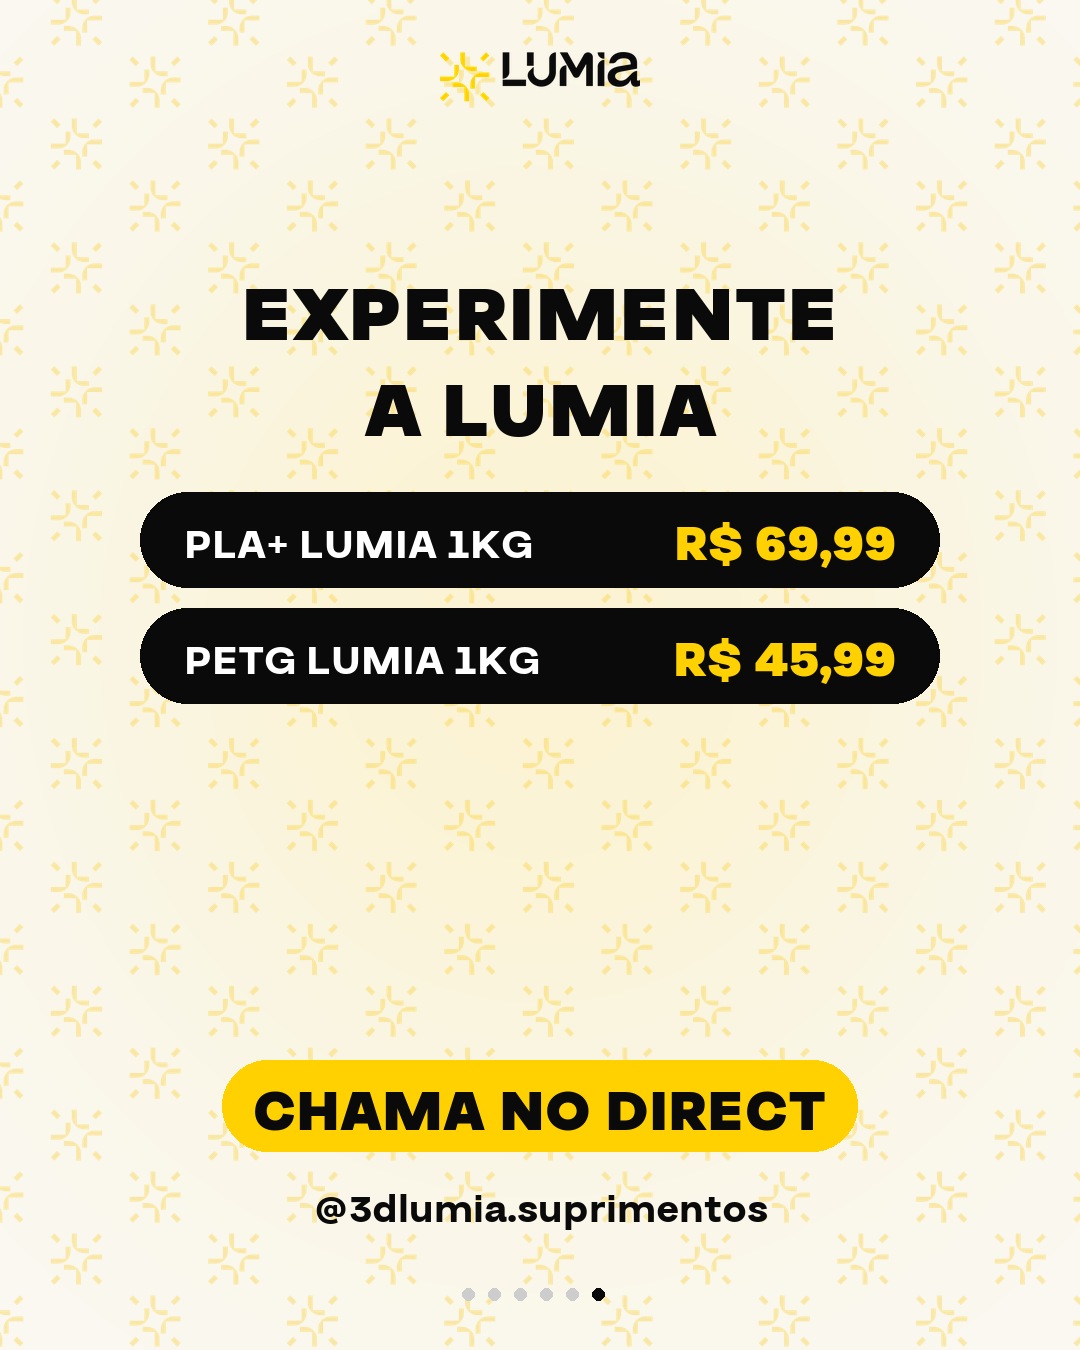 LUMIA
EXPERIMENTE
A LUMIA
PLA+ LUMIA 1KG R$ 69,99
PETG LUMIA 1KG R$ 45,99
CHAMA NO DIRECT
@3dlumia.suprimentos